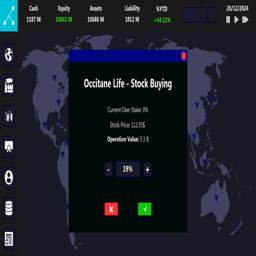 Cash Equity Assets Liability %YTD 20/12/2024
1187 M 10061 M 10686 M 1812 M +44.12%
Occitane Life - Stock Buying
Current Own Stake: 0%
Stock Price: 112.55$
Operation Value: 5.1 B
- 19% +